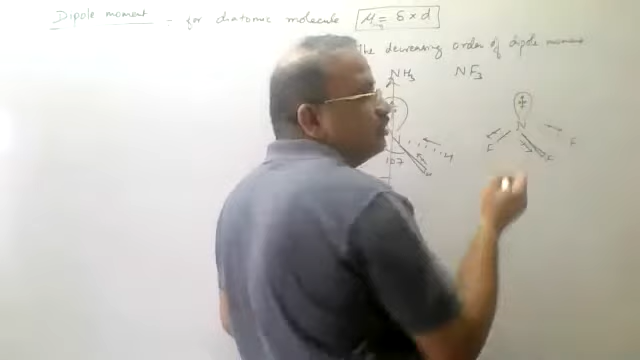 Dipole moment - for diatomic molecule μ = δ × d
The decreasing order of dipole moment
NH3 NF3
N
N
107
H
F
F
F